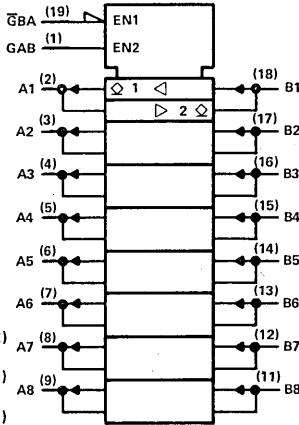 G̅BA (19) EN1
GAB (1) EN2
A1 (2) 1 (18) B1
2
A2 (3) (17) B2
A3 (4) (16) B3
A4 (5) (15) B4
A5 (6) (14) B5
A6 (7) (13) B6
A7 (8) (12) B7
A8 (9) (11) B8
)
)
)